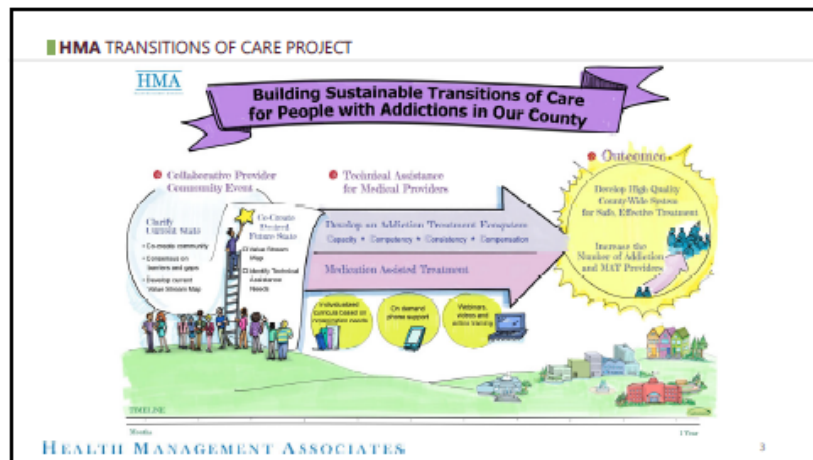 HMA TRANSITIONS OF CARE PROJECT
HMA
Building Sustainable Transitions of Care
for People with Addictions in Our County
Collaborative Provider
Community Event
Clarify
Current State
• Co-create community
• Consensus on
barriers and gaps
• Develop current
Value Stream Map
Co-Create
Desired
Future State
Value Stream
Map
Identify Technical
Assistance
Needs
Technical Assistance
for Medical Providers
Develop an Addiction Treatment Ecosystem
Capacity • Competency • Consistency • Compensation
Medication Assisted Treatment
Individualized
curriculum based on
needs
On demand
phone support
Webinars,
videos and
online training
Outcomes
Develop High Quality
County-Wide System
for Safe, Effective Treatment
Increase the
Number of Addiction
and MAT Providers
TIMELINE
Months
1 Year
HEALTH MANAGEMENT ASSOCIATES
3